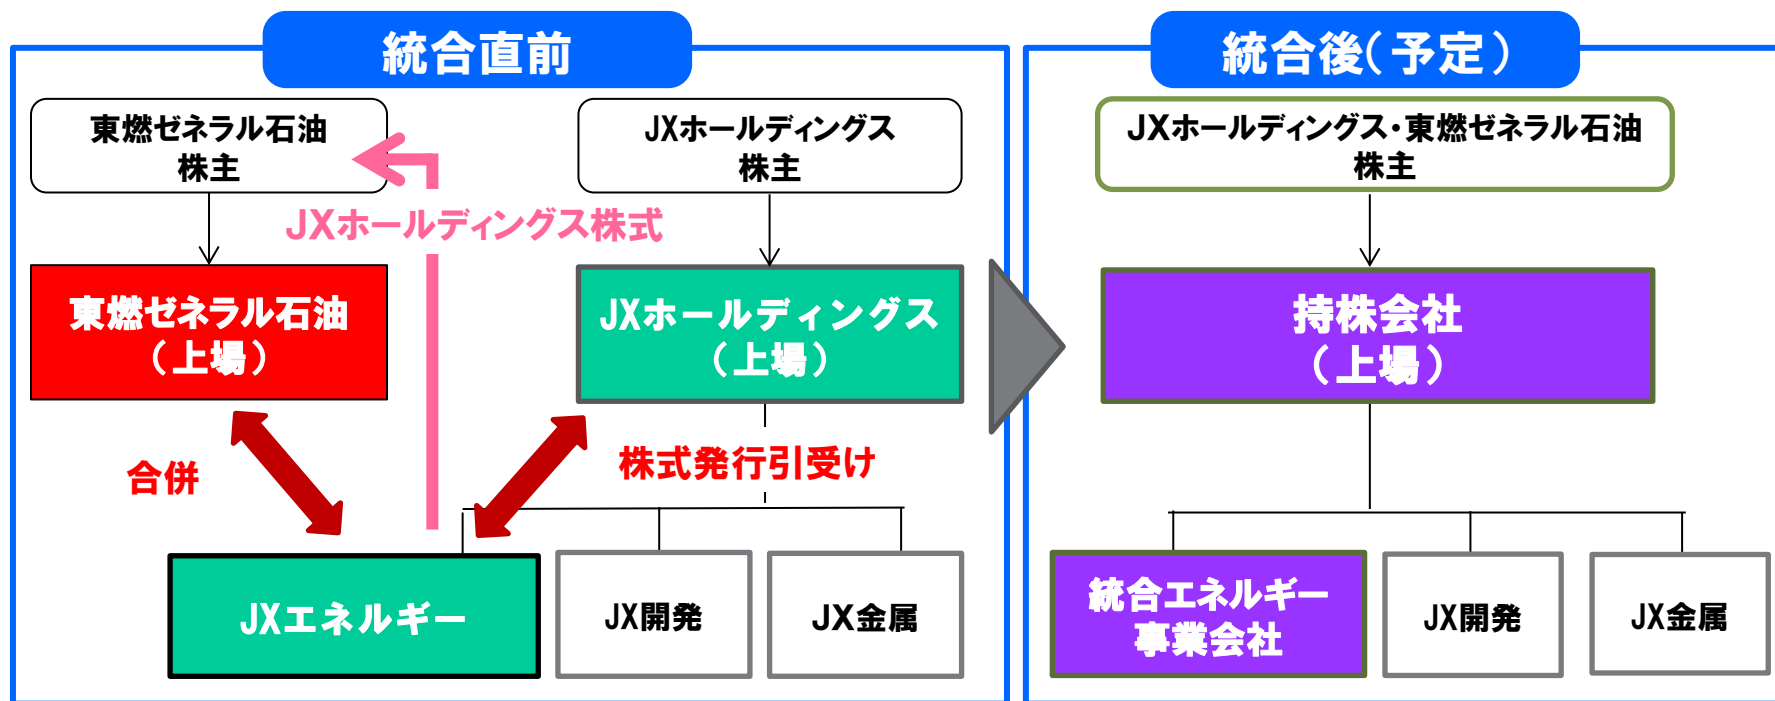 統合直前
東燃ゼネラル石油
株主
JXホールディングス
株主
JXホールディングス株式
東燃ゼネラル石油
（上場）
JXホールディングス
（上場）
合併
株式発行引受け
JXエネルギー
JX開発
JX金属
統合後（予定）
JXホールディングス・東燃ゼネラル石油
株主
持株会社
（上場）
統合エネルギー
事業会社
JX開発
JX金属